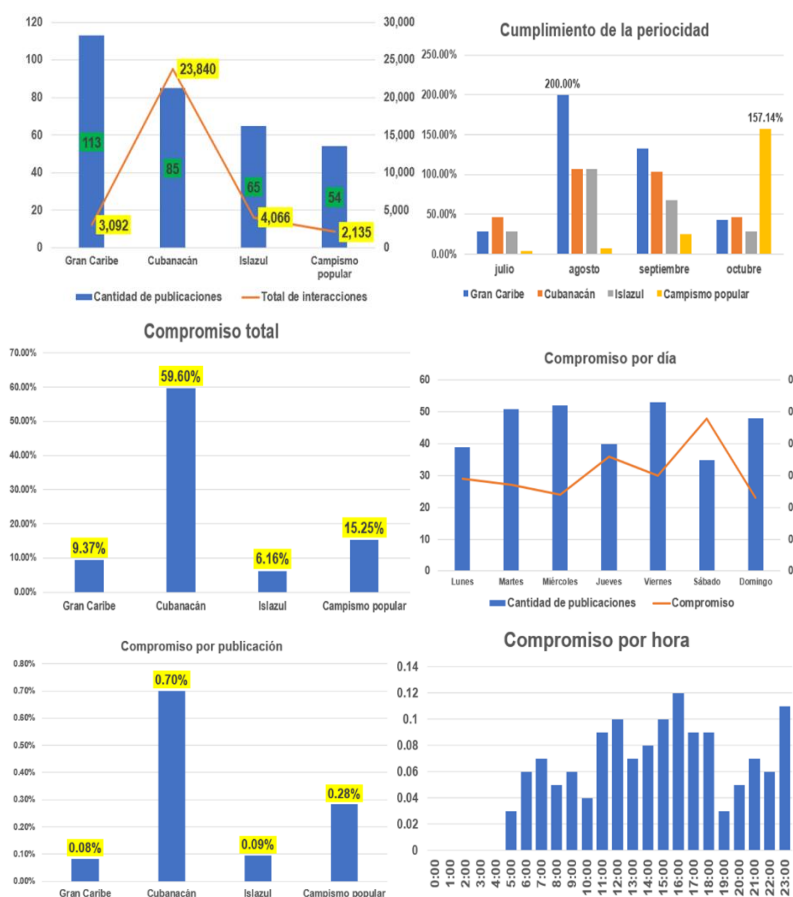 120
100
80
60
40
20
0
30,000
25,000
20,000
15,000
10,000
5,000
0
113
85
65
54
3,092
23,840
4,066
2,135
Gran Caribe
Cubanacán
Islazul
Campismo
popular
Cantidad de publicaciones
Total de interacciones
Cumplimiento de la periocidad
250.00%
200.00%
150.00%
100.00%
50.00%
0.00%
200.00%
157.14%
julio
agosto
septiembre
octubre
Gran Caribe
Cubanacán
Islazul
Campismo popular
Compromiso total
70.00%
60.00%
50.00%
40.00%
30.00%
20.00%
10.00%
0.00%
9.37%
59.60%
6.16%
15.25%
Gran Caribe
Cubanacán
Islazul
Campismo popular
Compromiso por día
60
50
40
30
20
10
0
0
0
0
0
0
0
0
Lunes
Martes
Miércoles
Jueves
Viernes
Sábado
Domingo
Cantidad de publicaciones
Compromiso
Compromiso por publicación
0.80%
0.70%
0.60%
0.50%
0.40%
0.30%
0.20%
0.10%
0.00%
0.08%
0.70%
0.09%
0.28%
Gran Caribe
Cubanacán
Islazul
Campismo popular
Compromiso por hora
0.14
0.12
0.1
0.08
0.06
0.04
0.02
0
0:00
1:00
2:00
3:00
4:00
5:00
6:00
7:00
8:00
9:00
10:00
11:00
12:00
13:00
14:00
15:00
16:00
17:00
18:00
19:00
20:00
21:00
22:00
23:00